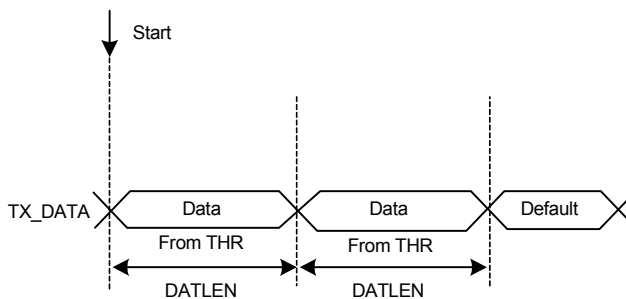 Start
TX_DATA Data Data Default
From THR From THR
DATLEN DATLEN